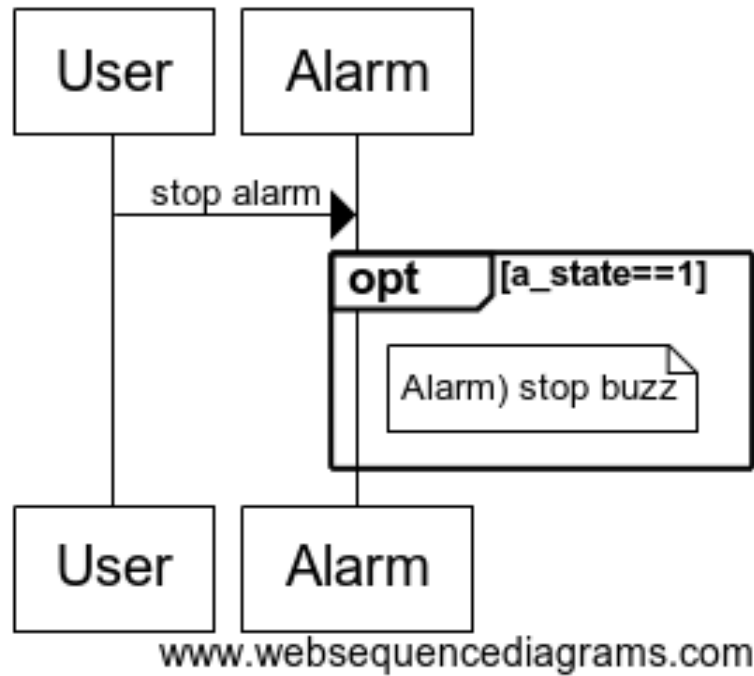 User
Alarm
stop alarm
opt
[a_state==1]
Alarm) stop buzz
User
Alarm
www.websequencediagrams.com